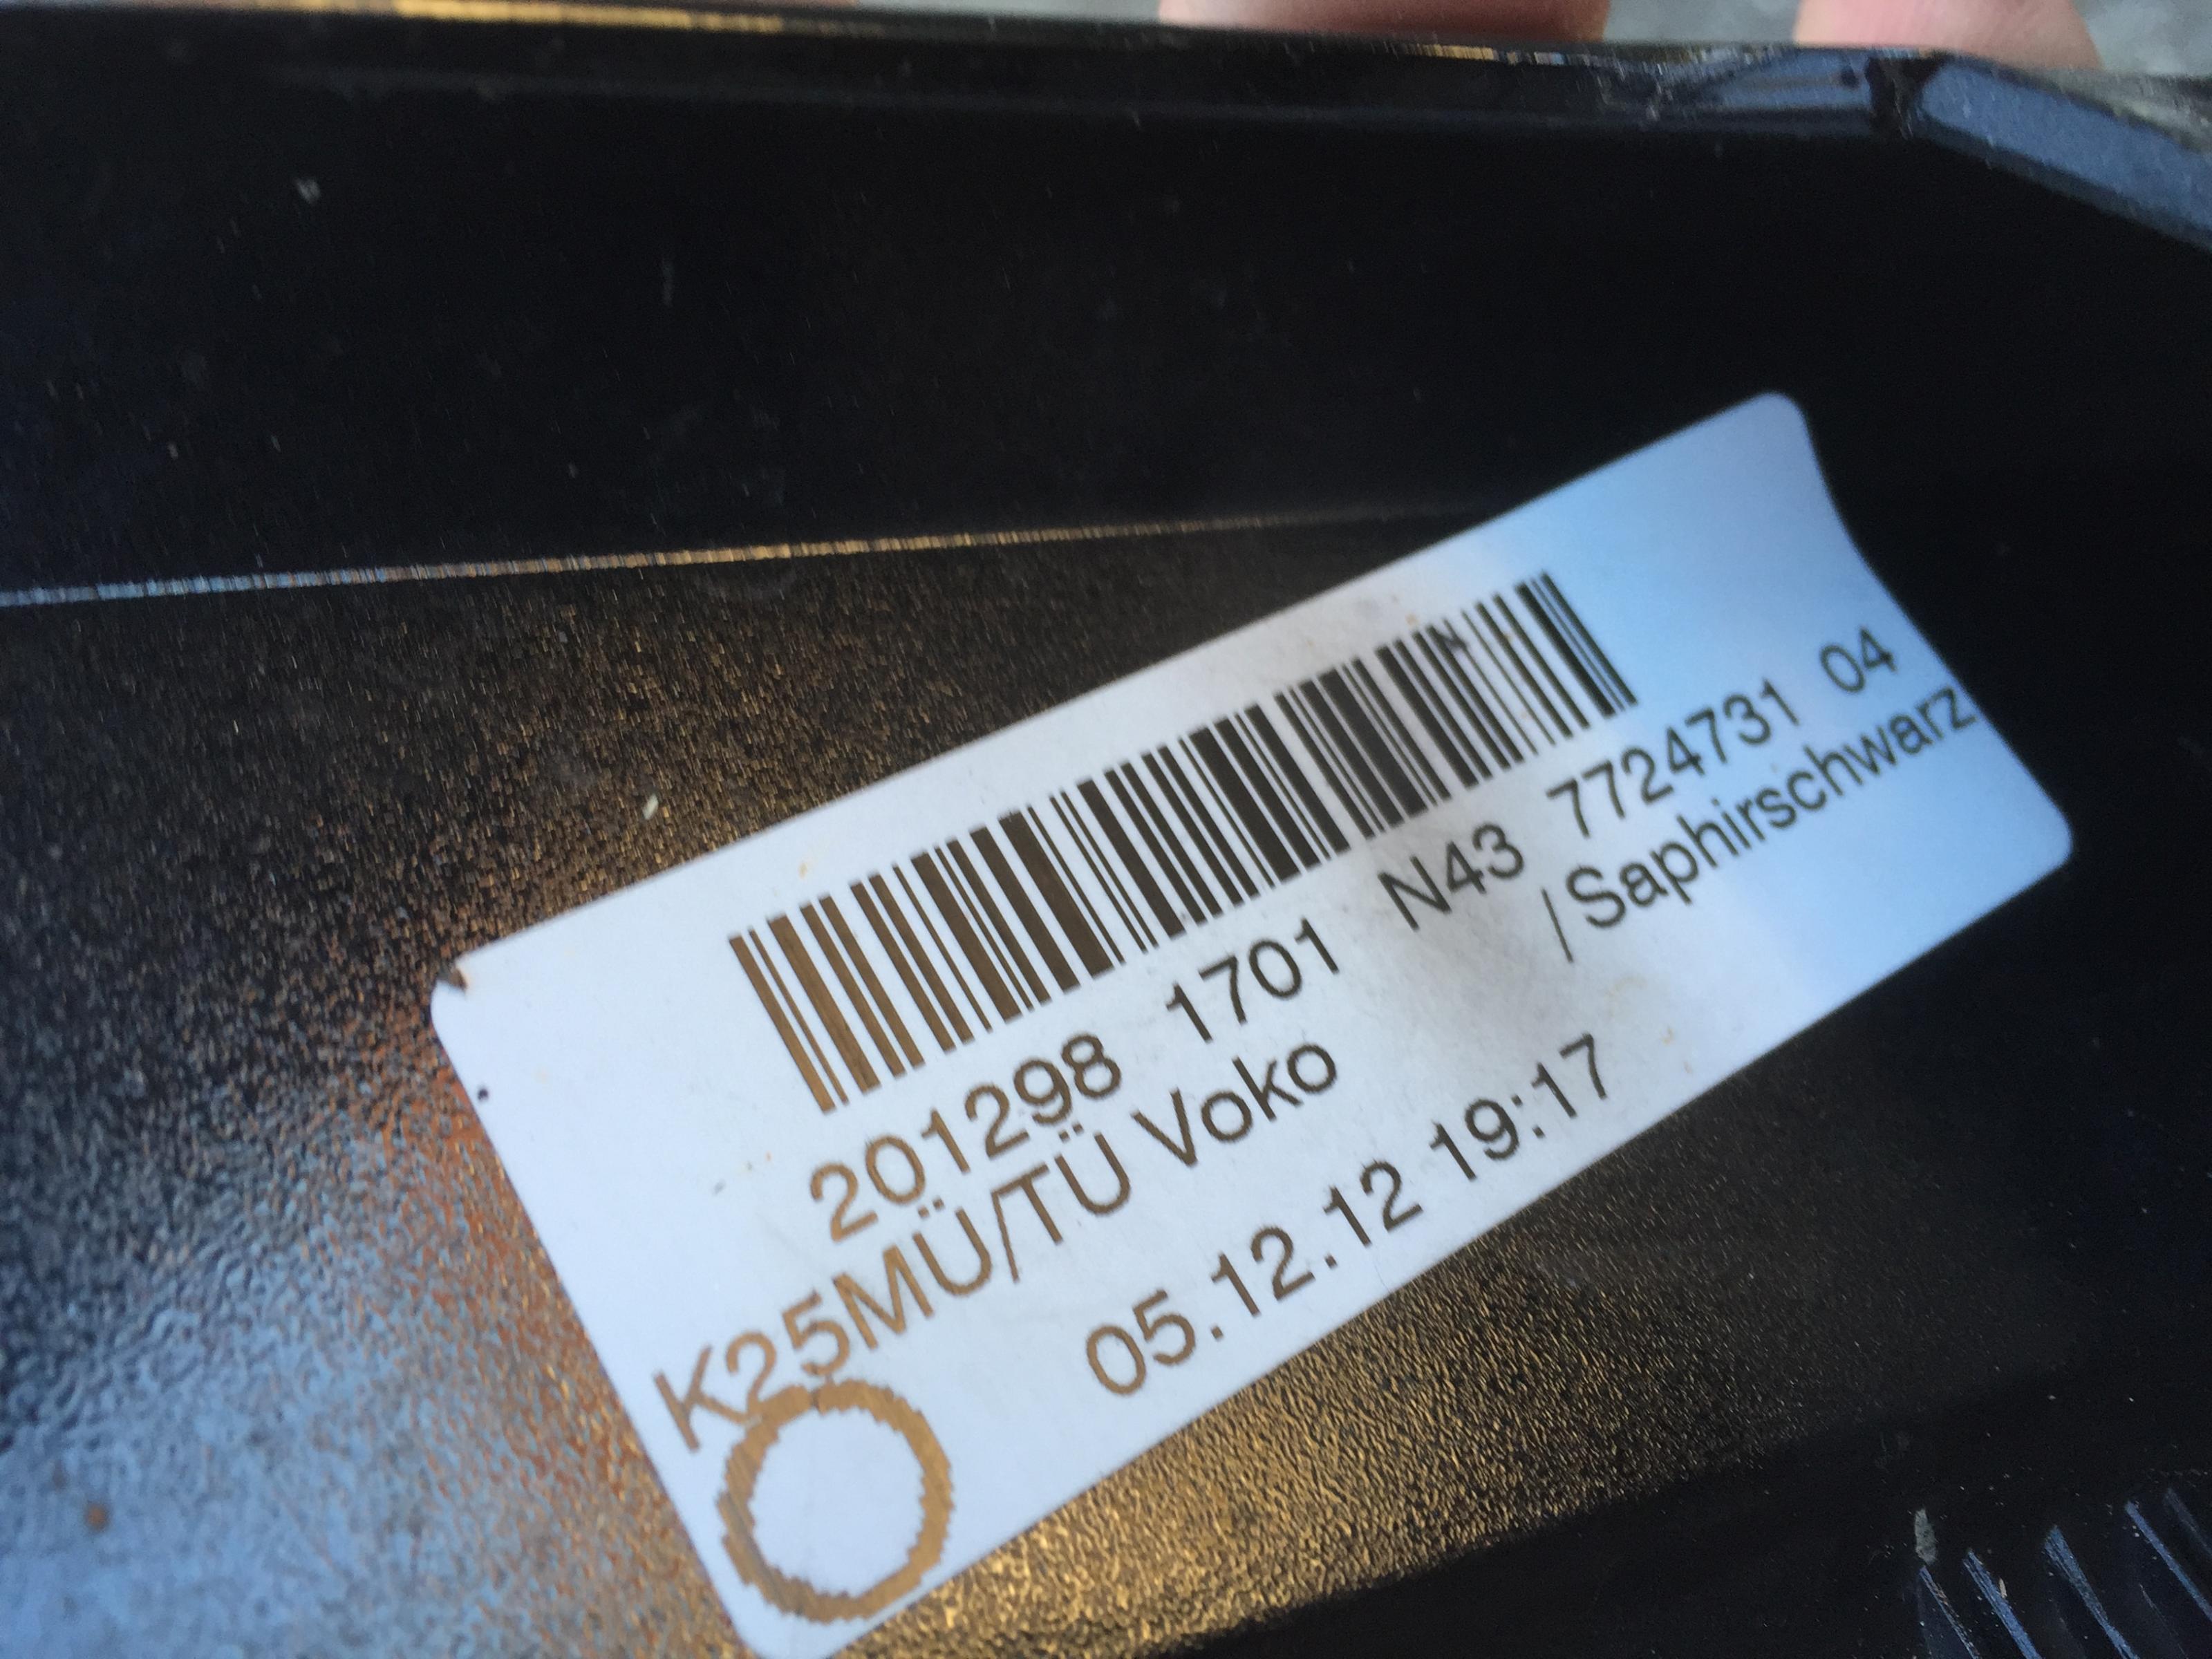 201298 1701 N43 7724731 04
K25MÜ/TÜ Voko /Saphirschwarz
05.12.12 19:17